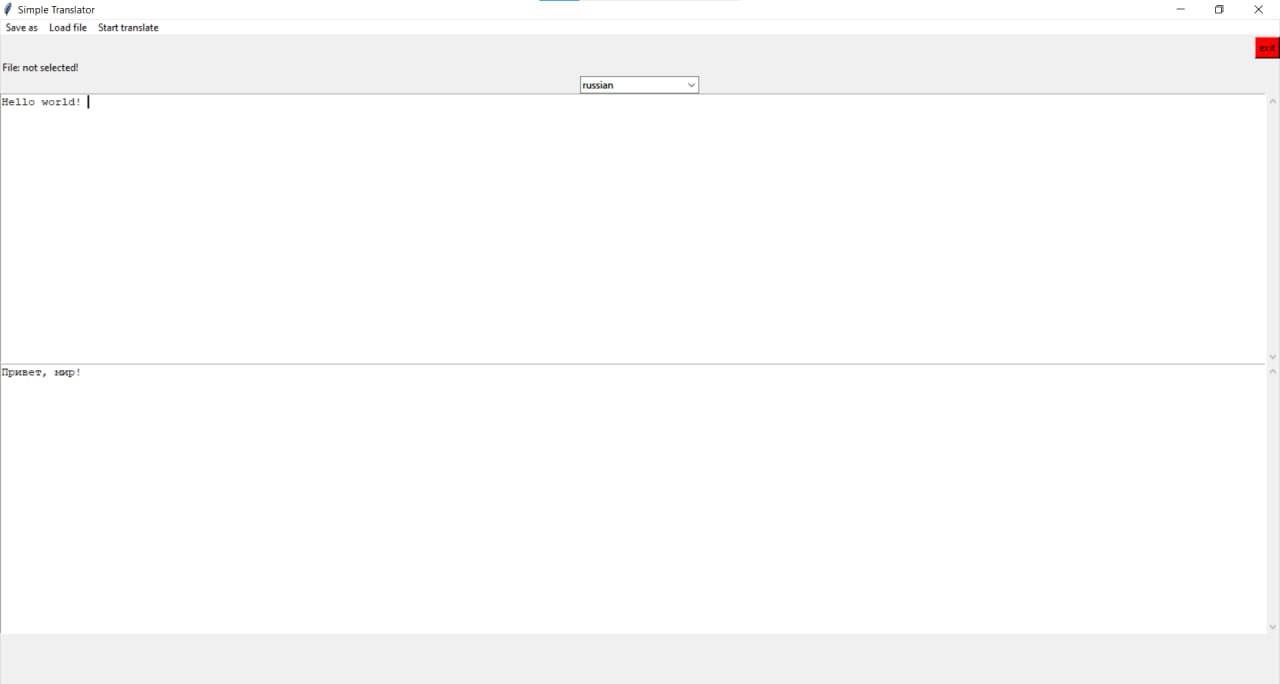 Simple Translator
Save as Load file Start translate
exit
File: not selected!
russian
Hello world!
Привет, мир!